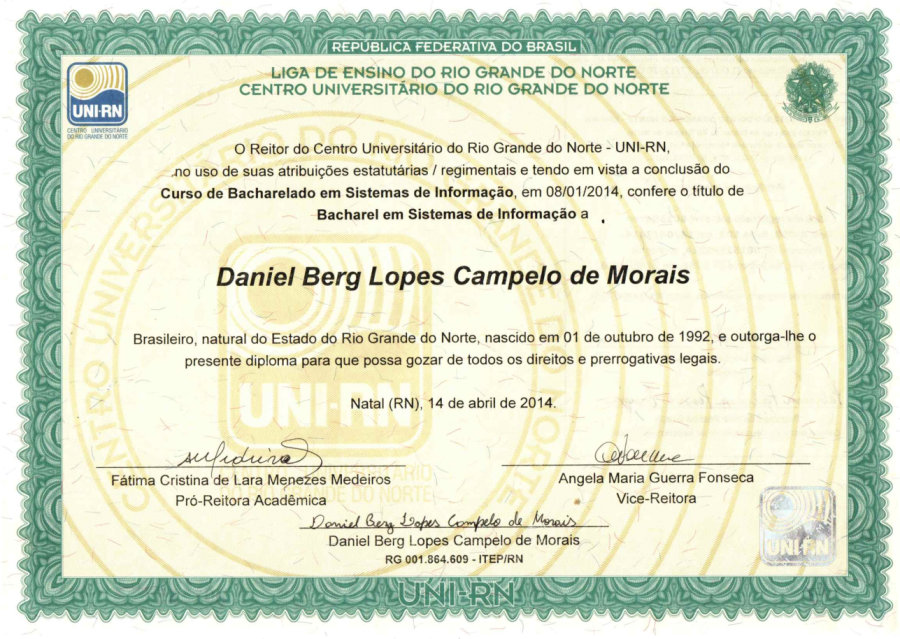 REPÚBLICA FEDERATIVA DO BRASIL
LIGA DE ENSINO DO RIO GRANDE DO NORTE
CENTRO UNIVERSITÁRIO DO RIO GRANDE DO NORTE
UNI-RN
CENTRO UNIVERSITÁRIO
DO RIO GRANDE DO NORTE
O Reitor do Centro Universitário do Rio Grande do Norte - UNI-RN,
no uso de suas atribuições estatutárias / regimentais e tendo em vista a conclusão do
Curso de Bacharelado em Sistemas de Informação, em 08/01/2014, confere o título de
Bacharel em Sistemas de Informação a
Daniel Berg Lopes Campelo de Morais
Brasileiro, natural do Estado do Rio Grande do Norte, nascido em 01 de outubro de 1992, e outorga-lhe o
presente diploma para que possa gozar de todos os direitos e prerrogativas legais.
UNI-RN
Natal (RN), 14 de abril de 2014.
Fátima Cristina de Lara Menezes Medeiros
Pró-Reitora Acadêmica
Angela Maria Guerra Fonseca
Vice-Reitora
Daniel Berg Lopes Campelo de Morais
Daniel Berg Lopes Campelo de Morais
RG 001.864.609 - ITEP/RN
UNI-RN
UNI-RN